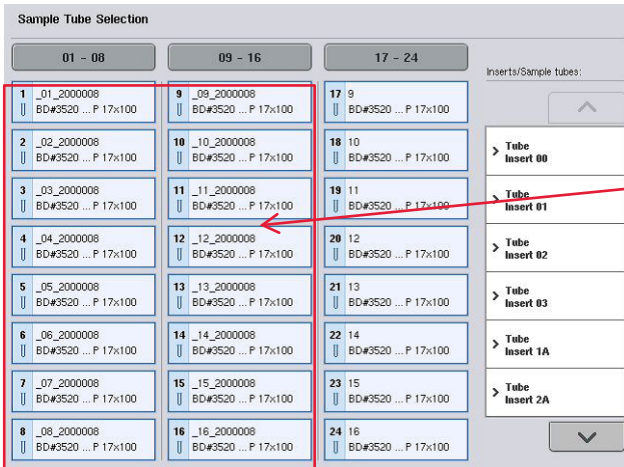 Sample Tube Selection
01 - 08
09 - 16
17 - 24
Inserts/Sample tubes:
1 _01_2000008
BD#3520 ... P 17x100
2 _02_2000008
BD#3520 ... P 17x100
3 _03_2000008
BD#3520 ... P 17x100
4 _04_2000008
BD#3520 ... P 17x100
5 _05_2000008
BD#3520 ... P 17x100
6 _06_2000008
BD#3520 ... P 17x100
7 _07_2000008
BD#3520 ... P 17x100
8 _08_2000008
BD#3520 ... P 17x100
9 _09_2000008
BD#3520 ... P 17x100
10 _10_2000008
BD#3520 ... P 17x100
11 _11_2000008
BD#3520 ... P 17x100
12 _12_2000008
BD#3520 ... P 17x100
13 _13_2000008
BD#3520 ... P 17x100
14 _14_2000008
BD#3520 ... P 17x100
15 _15_2000008
BD#3520 ... P 17x100
16 _16_2000008
BD#3520 ... P 17x100
17 9
BD#3520 ... P 17x100
18 10
BD#3520 ... P 17x100
19 11
BD#3520 ... P 17x100
20 12
BD#3520 ... P 17x100
21 13
BD#3520 ... P 17x100
22 14
BD#3520 ... P 17x100
23 15
BD#3520 ... P 17x100
24 16
BD#3520 ... P 17x100
Tube
Insert 00
Tube
Insert 01
Tube
Insert 02
Tube
Insert 03
Tube
Insert 1A
Tube
Insert 2A